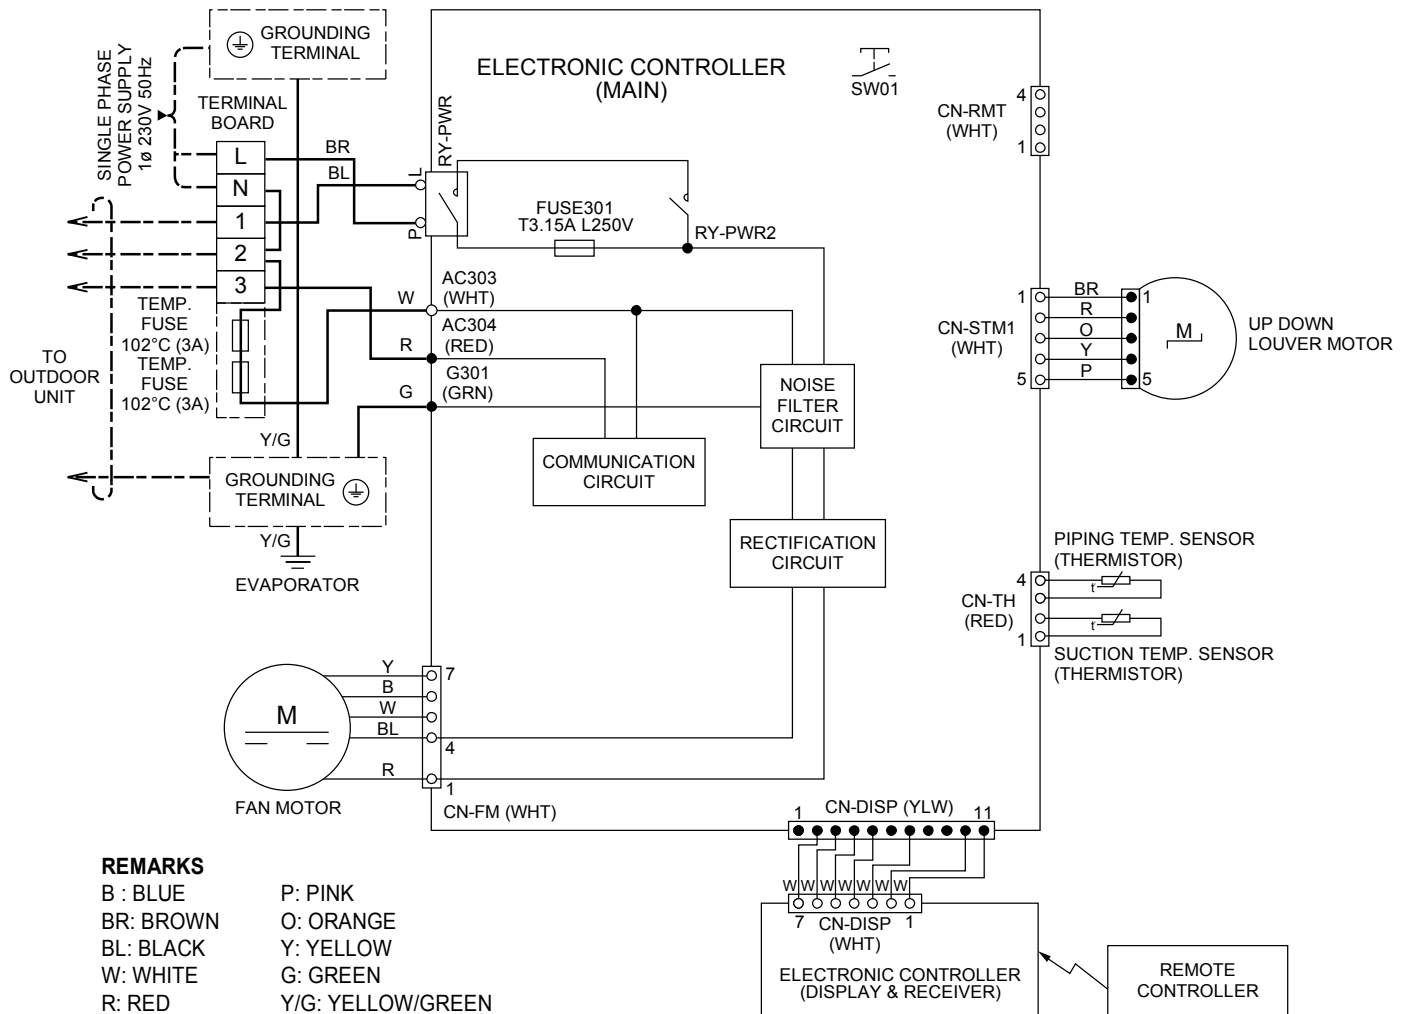 GROUNDING
TERMINAL
SINGLE PHASE
POWER SUPPLY
1ø 230V 50Hz
TERMINAL
BOARD
L
N
1
2
3
BR
BL
ELECTRONIC CONTROLLER
(MAIN)
SW01
RY-PWR
L
P
FUSE301
T3.15A L250V
RY-PWR2
CN-RMT
(WHT)
4
1
TEMP.
FUSE
102°C (3A)
TEMP.
FUSE
102°C (3A)
TO
OUTDOOR
UNIT
W
AC303
(WHT)
R
AC304
(RED)
G
G301
(GRN)
NOISE
FILTER
CIRCUIT
COMMUNICATION
CIRCUIT
RECTIFICATION
CIRCUIT
CN-STM1
(WHT)
1
5
BR
R
O
Y
P
1
5
M
UP DOWN
LOUVER MOTOR
Y/G
GROUNDING
TERMINAL
Y/G
EVAPORATOR
PIPING TEMP. SENSOR
(THERMISTOR)
4
t°
CN-TH
(RED)
t°
1
SUCTION TEMP. SENSOR
(THERMISTOR)
M
FAN MOTOR
Y
B
W
BL
R
7
4
1
CN-FM (WHT)
1 CN-DISP (YLW) 11
W W W W W W W
7 CN-DISP 1
(WHT)
ELECTRONIC CONTROLLER
(DISPLAY & RECEIVER)
REMOTE
CONTROLLER
REMARKS
B : BLUE P: PINK
BR: BROWN O: ORANGE
BL: BLACK Y: YELLOW
W: WHITE G: GREEN
R: RED Y/G: YELLOW/GREEN